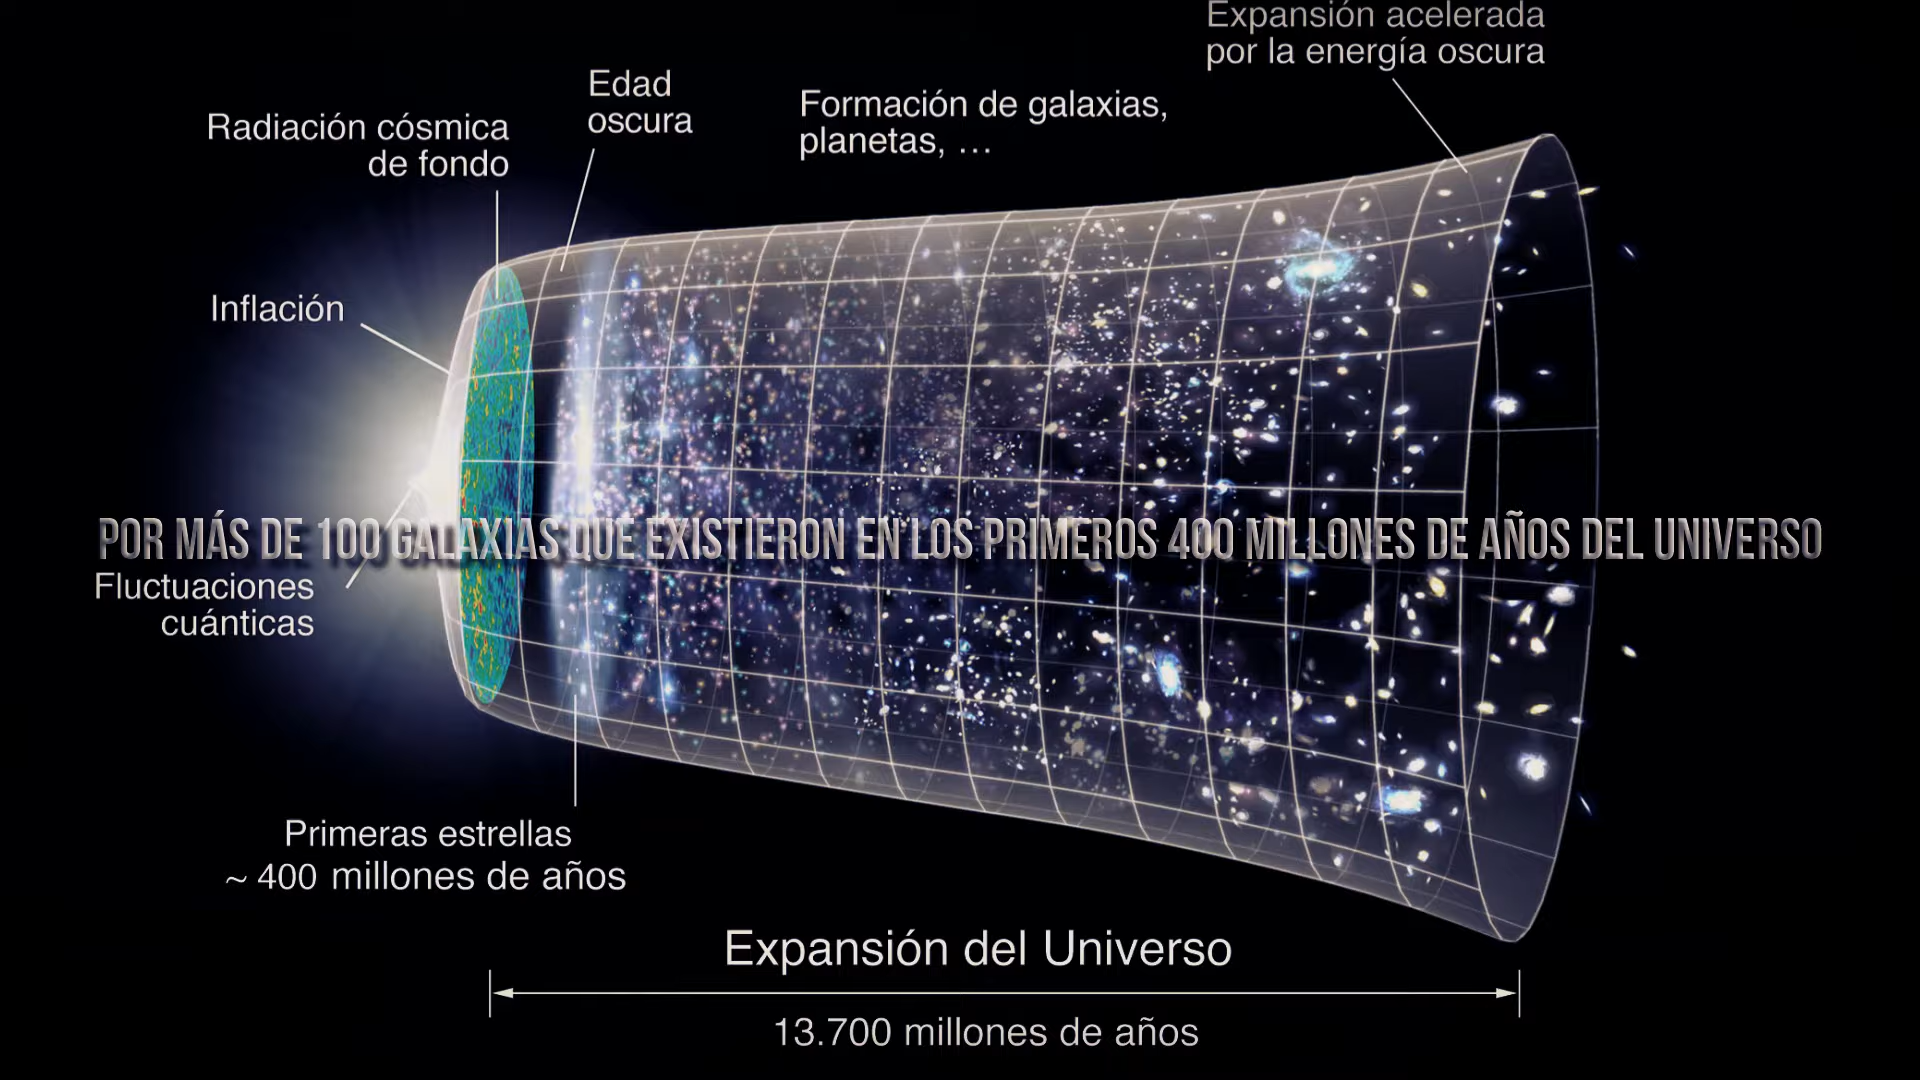 Expansión acelerada
por la energía oscura
Edad
oscura
Formación de galaxias,
planetas, …
Radiación cósmica
de fondo
Inflación
POR MÁS DE 100 GALAXIAS QUE EXISTIERON EN LOS PRIMEROS 400 MILLONES DE AÑOS DEL UNIVERSO
Fluctuaciones
cuánticas
Primeras estrellas
~ 400 millones de años
Expansión del Universo
13.700 millones de años